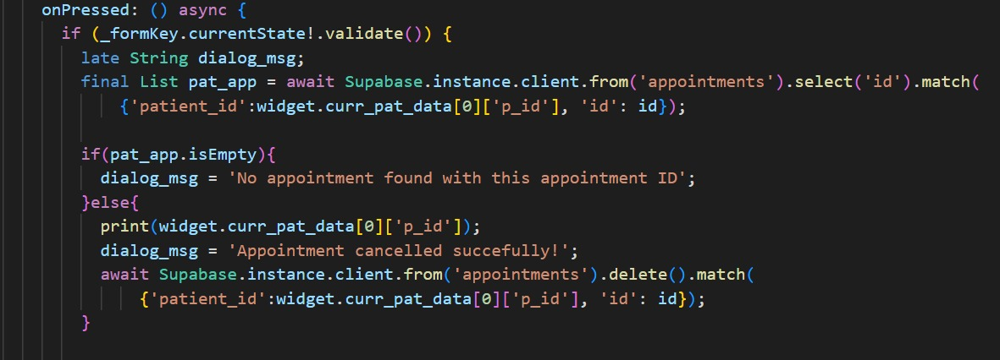 onPressed: () async {
if (_formKey.currentState!.validate()) {
late String dialog_msg;
final List pat_app = await Supabase.instance.client.from('appointments').select('id').match(
{'patient_id':widget.curr_pat_data[0]['p_id'], 'id': id});
if(pat_app.isEmpty){
dialog_msg = 'No appointment found with this appointment ID';
}else{
print(widget.curr_pat_data[0]['p_id']);
dialog_msg = 'Appointment cancelled succefully!';
await Supabase.instance.client.from('appointments').delete().match(
{'patient_id':widget.curr_pat_data[0]['p_id'], 'id': id});
}